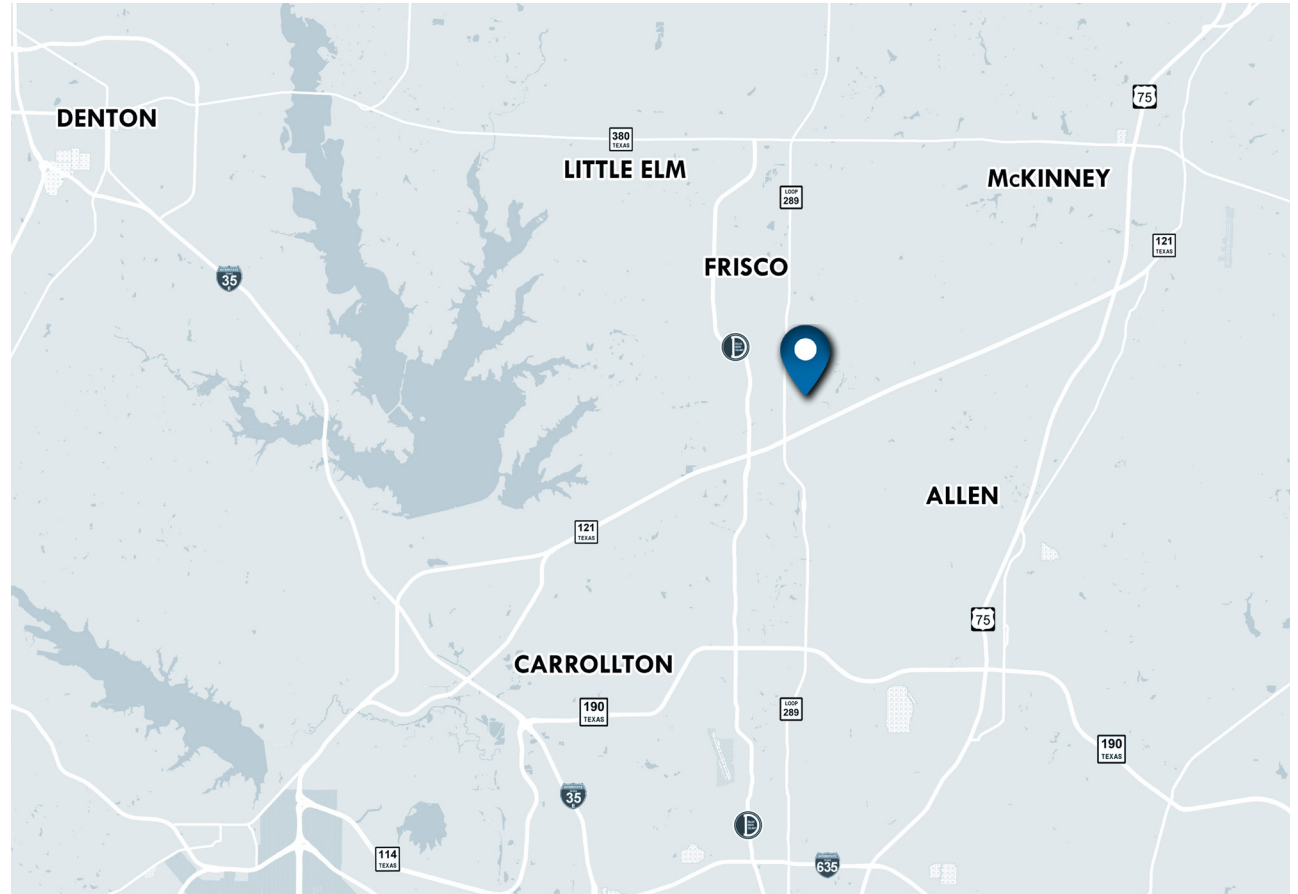 75
DENTON
380
TEXAS
LITTLE ELM
McKINNEY
LOOP
289
121
TEXAS
FRISCO
35
D
ALLEN
121
TEXAS
75
CARROLLTON
190
TEXAS
LOOP
289
190
TEXAS
35
D
114
TEXAS
635